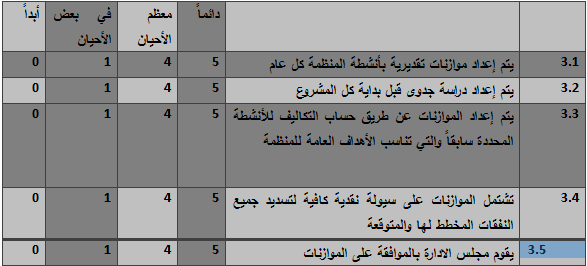 دائماً معظم الأحيان في بعض الأحيان أبداً
3.1 يتم إعداد موازنات تقديرية بأنشطة المنظمة كل عام 5 4 1 0
3.2 يتم إعداد دراسة جدوى قبل بداية كل المشروع 5 4 1 0
3.3 يتم إعداد الموازنات عن طريق حساب التكاليف للأنشطة 5 4 1 0
المحددة سابقاً والتي تناسب الأهداف العامة للمنظمة
3.4 تشتمل الموازنات على سيولة نقدية كافية لتسديد جميع 5 4 1 0
النفقات المخطط لها والمتوقعة
3.5 يقوم مجلس الادارة بالموافقة على الموازنات 5 4 1 0